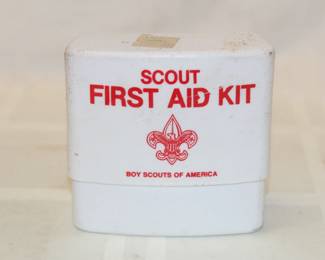 SCOUT
FIRST AID KIT
BOY SCOUTS OF AMERICA